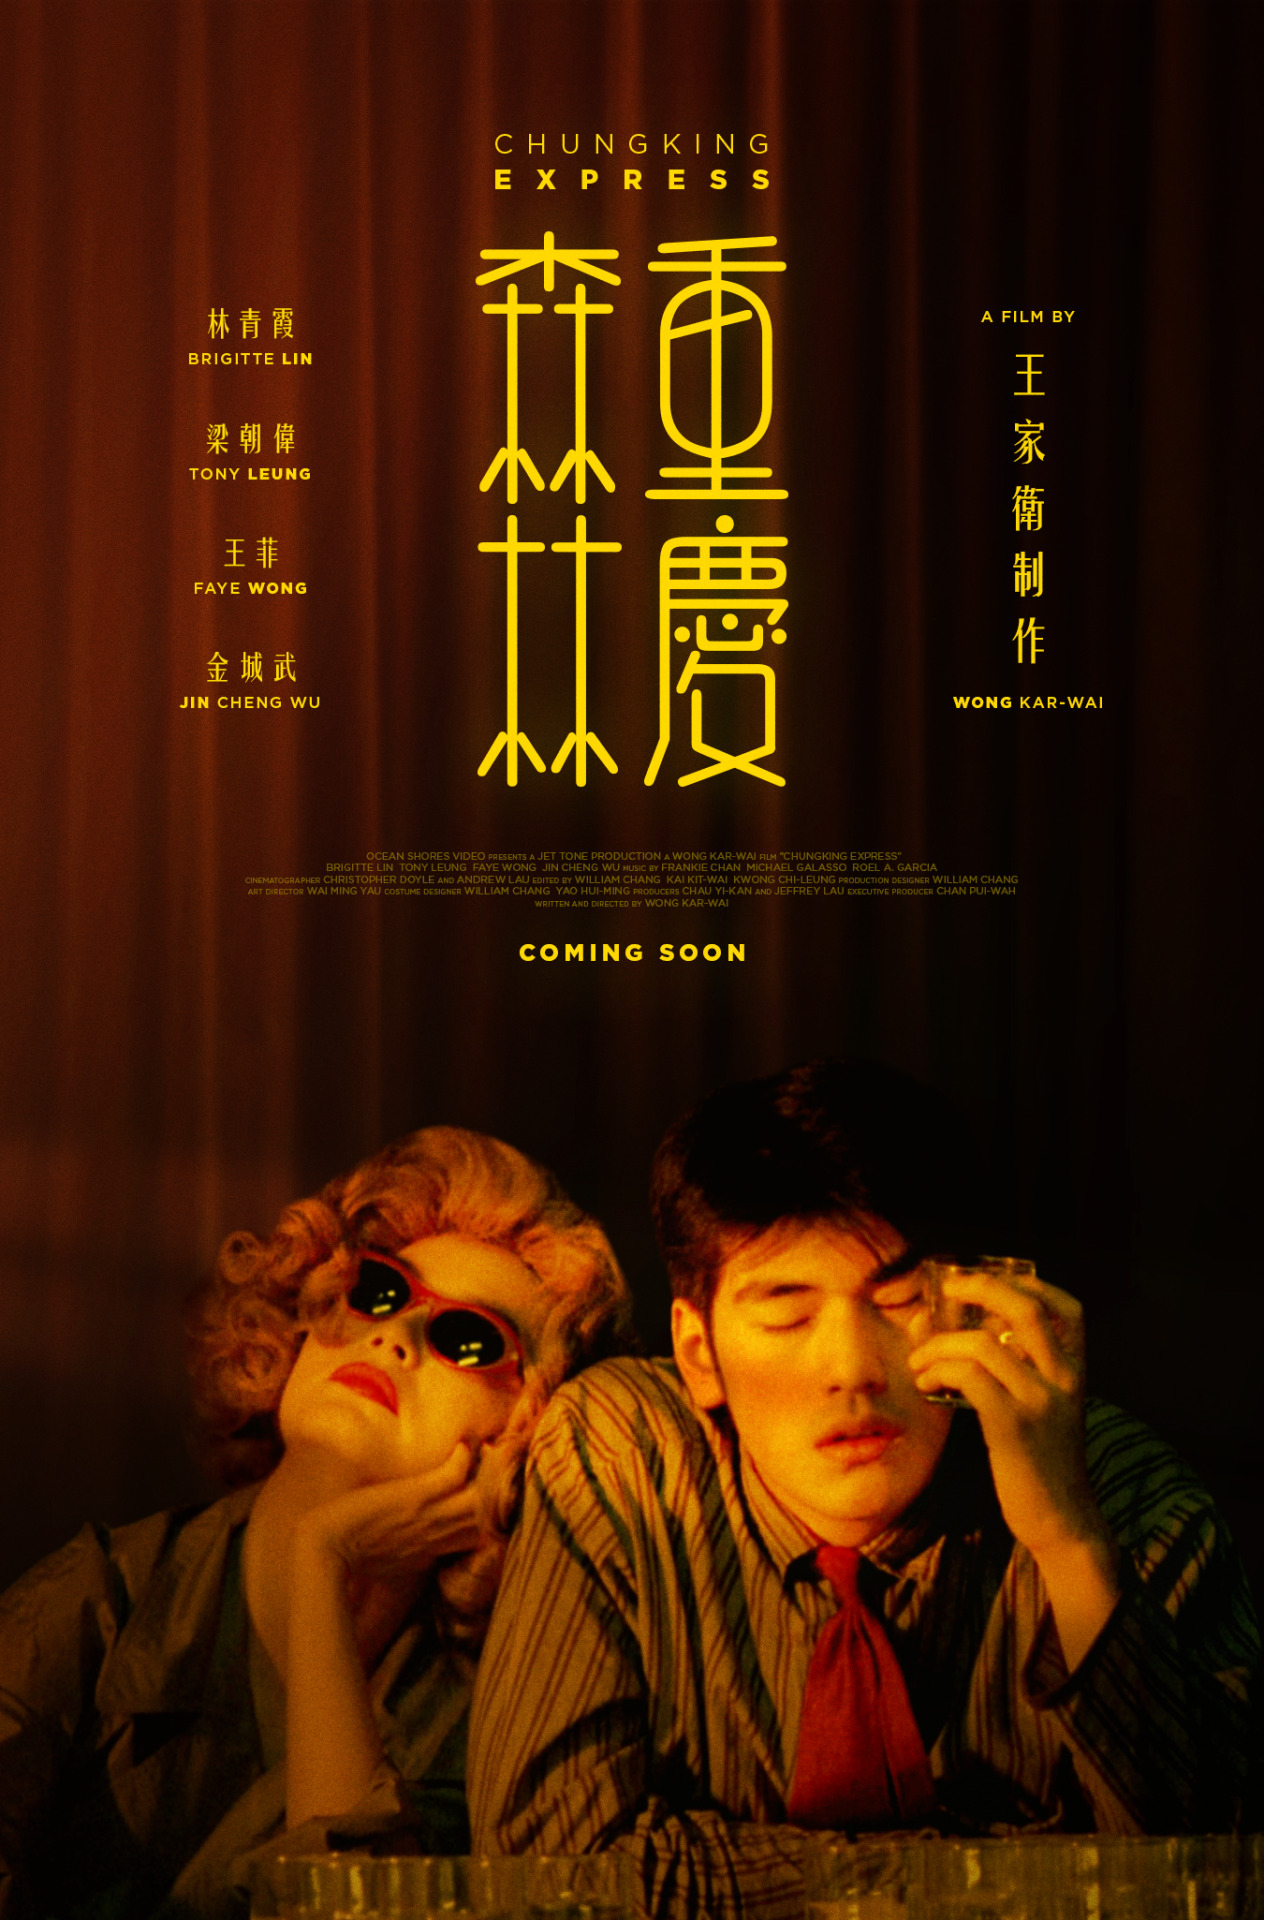 CHUNGKING
EXPRESS
重慶
森林
林青霞
BRIGITTE LIN
梁朝偉
TONY LEUNG
王菲
FAYE WONG
金城武
JIN CHENG WU
A FILM BY
王家衛制作
WONG KAR-WAI
OCEAN SHORES VIDEO PRESENTS A JET TONE PRODUCTION A WONG KAR-WAI FILM "CHUNGKING EXPRESS"
BRIGITTE LIN TONY LEUNG FAYE WONG JIN CHENG WU MUSIC BY FRANKIE CHAN MICHAEL GALASSO ROEL A. GARCIA
CINEMATOGRAPHER CHRISTOPHER DOYLE AND ANDREW LAU EDITED BY WILLIAM CHANG KAI KIT-WAI KWONG CHI-LEUNG PRODUCTION DESIGNER WILLIAM CHANG
ART DIRECTOR WAI MING YAU COSTUME DESIGNER WILLIAM CHANG YAO HUI-MING PRODUCERS CHAU YI-KAN AND JEFFREY LAU EXECUTIVE PRODUCER CHAN PUI-WAH
WRITTEN AND DIRECTED BY WONG KAR-WAI
COMING SOON